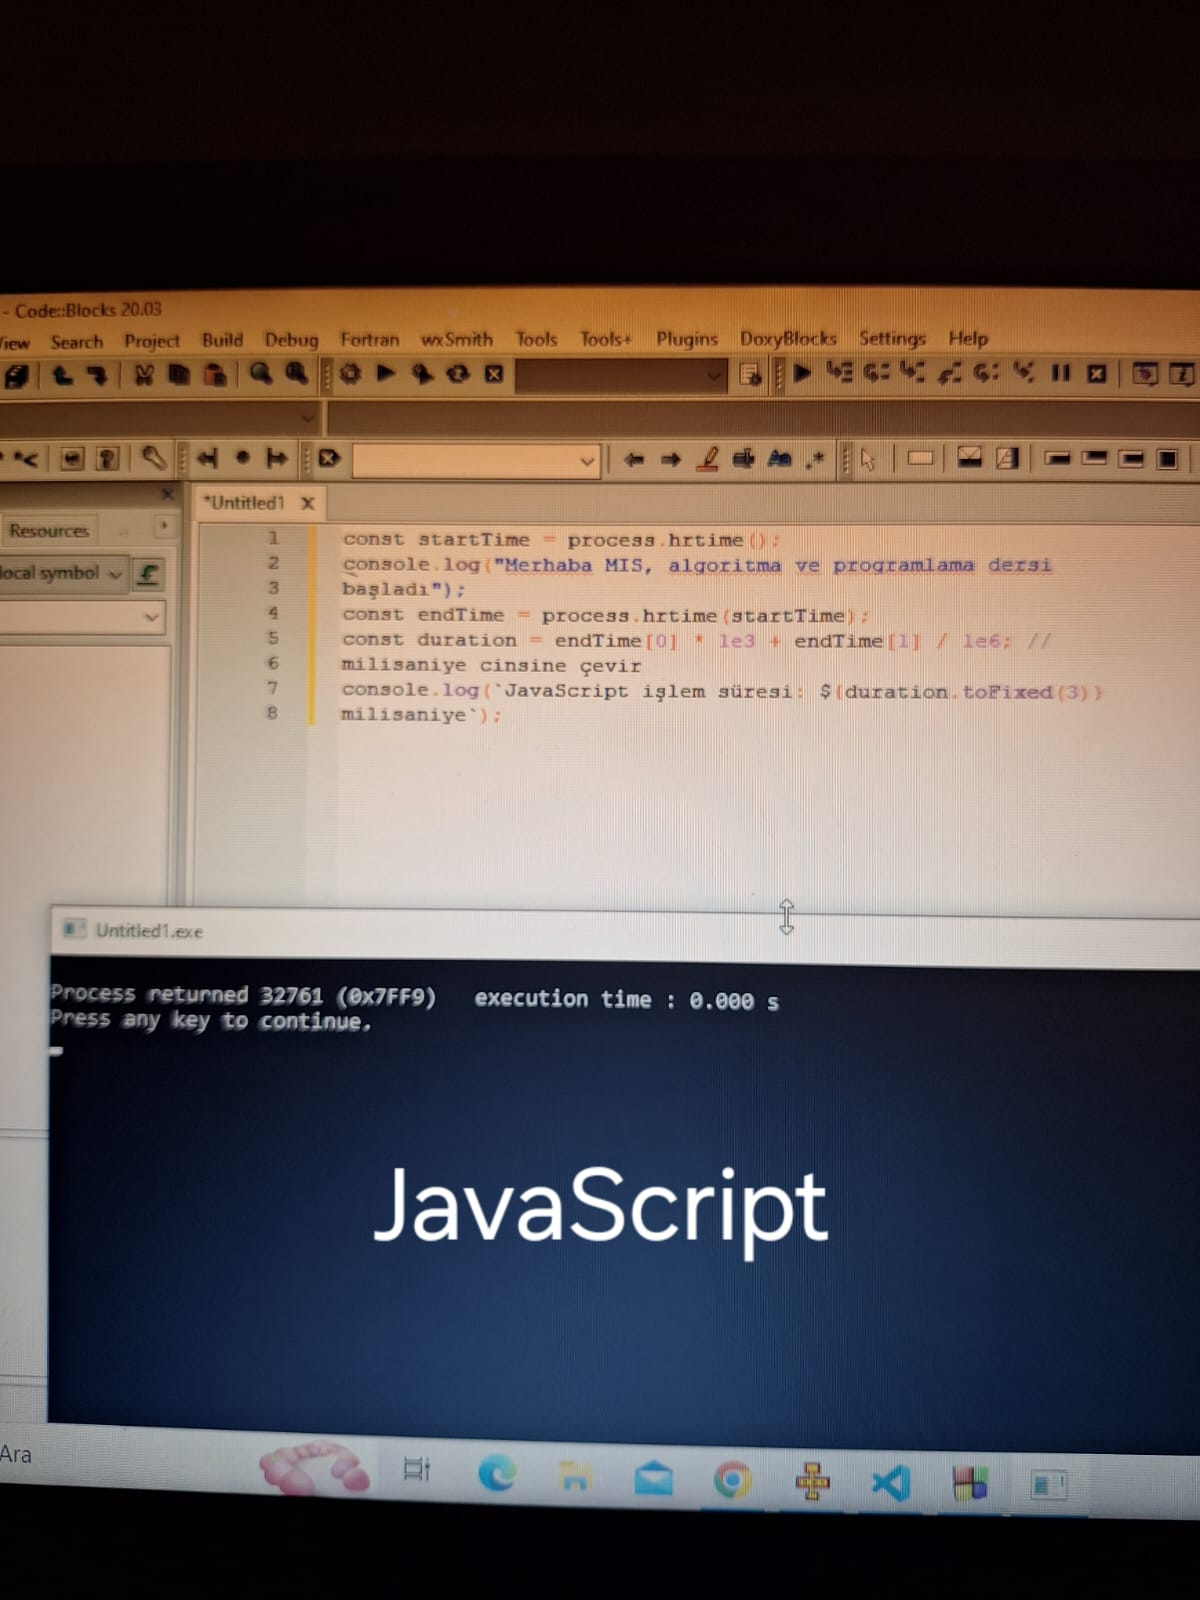 - Code::Blocks 20.03
View Search Project Build Debug Fortran wxSmith Tools Tools+ Plugins DoxyBlocks Settings Help
*Untitled1 X
Resources
local symbol
1 const startTime = process.hrtime();
2 console.log("Merhaba MIS, algoritma ve programlama dersi
3 başladı");
4 const endTime = process.hrtime(startTime);
5 const duration = endTime[0] * 1e3 + endTime[1] / 1e6; //
6 milisaniye cinsine çevir
7 console.log(`JavaScript işlem süresi: ${duration.toFixed(3)}
8 milisaniye`);
Untitled1.exe
Process returned 32761 (0x7FF9) execution time : 0.000 s
Press any key to continue.
JavaScript
Ara